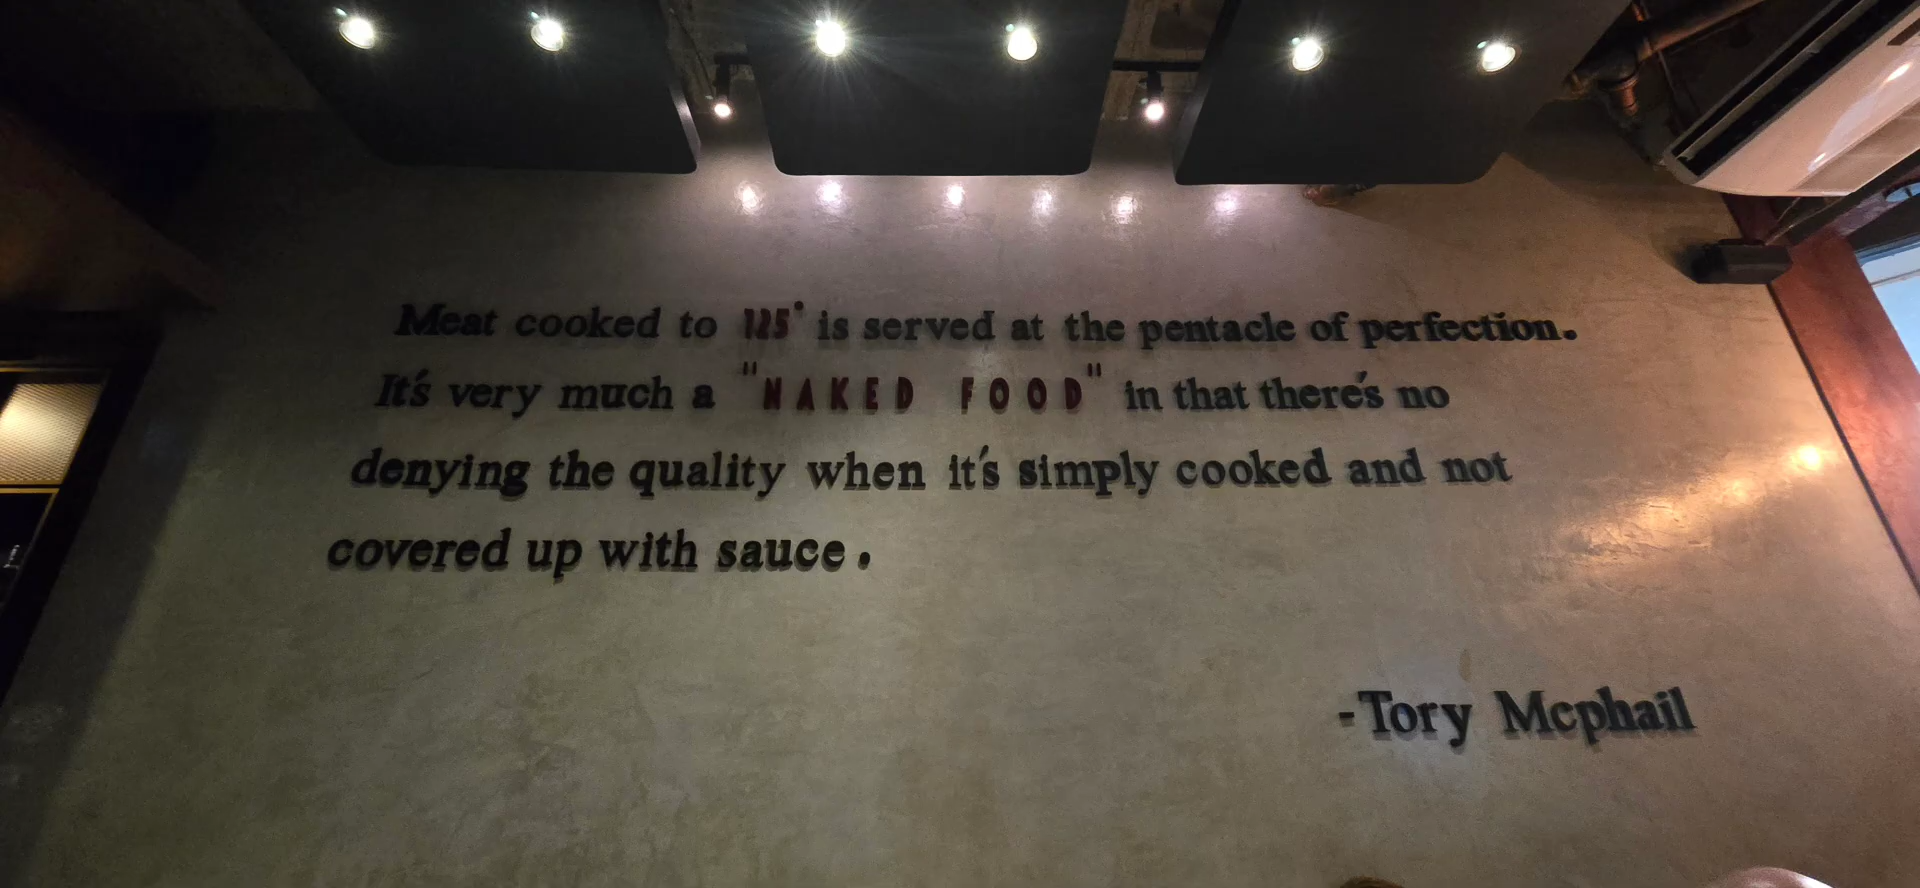 Meat cooked to 125° is served at the pentacle of perfection.
It's very much a "NAKED FOOD" in that there's no
denying the quality when it's simply cooked and not
covered up with sauce.
-Tory Mcphail